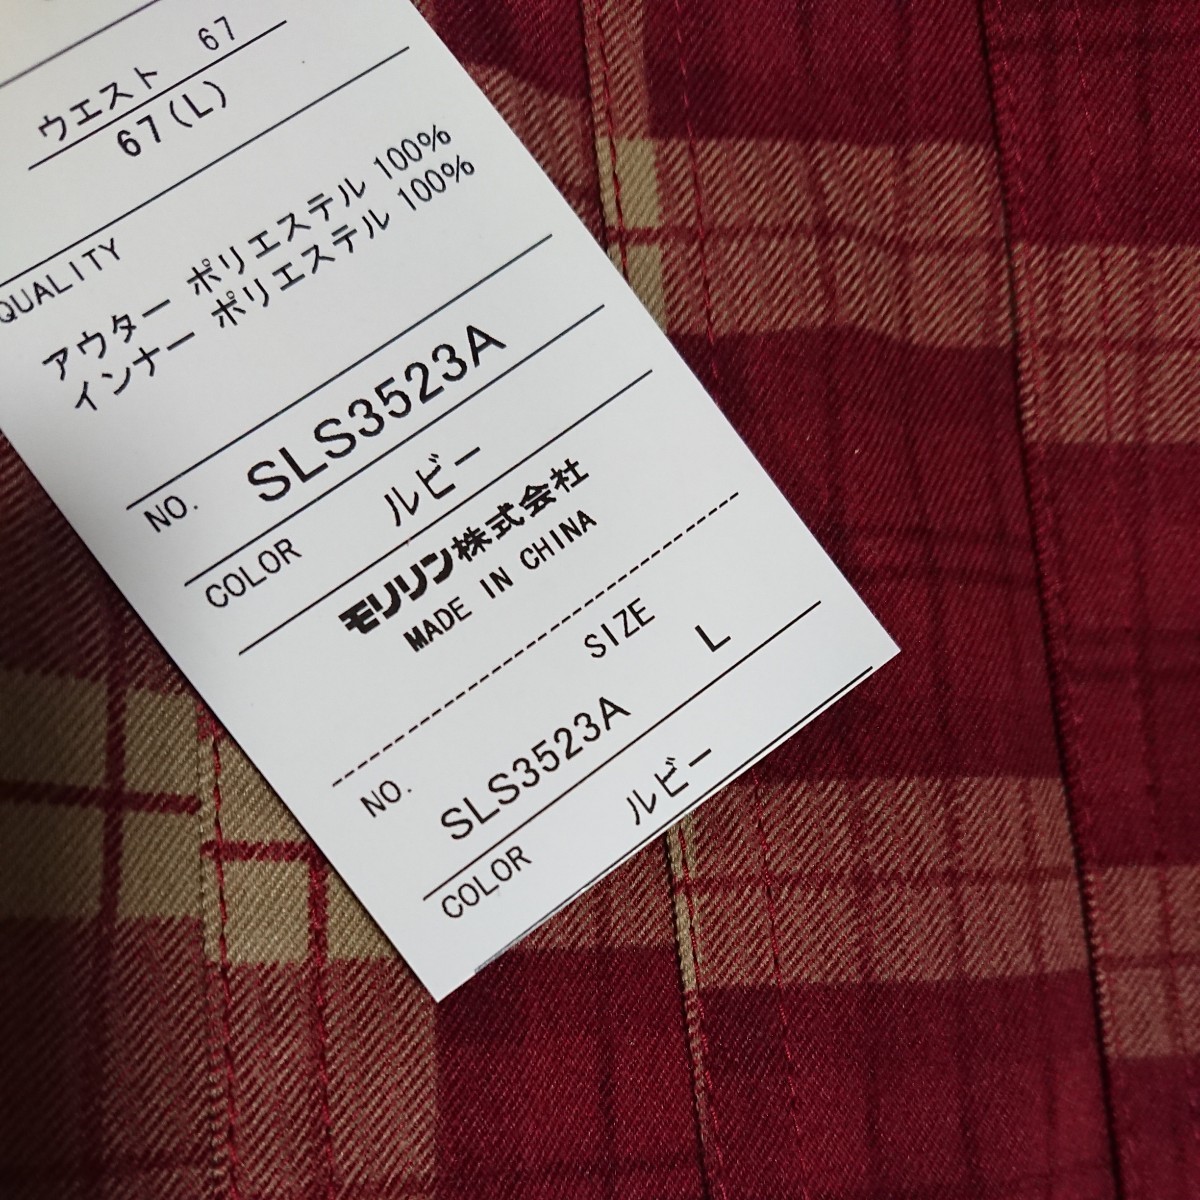 ウエスト 67
67(L)
QUALITY
アウター ポリエステル 100%
インナー ポリエステル 100%
NO. SLS3523A
COLOR ルビー
モリリン株式会社
MADE IN CHINA
SIZE
NO. SLS3523A L
COLOR ルビー